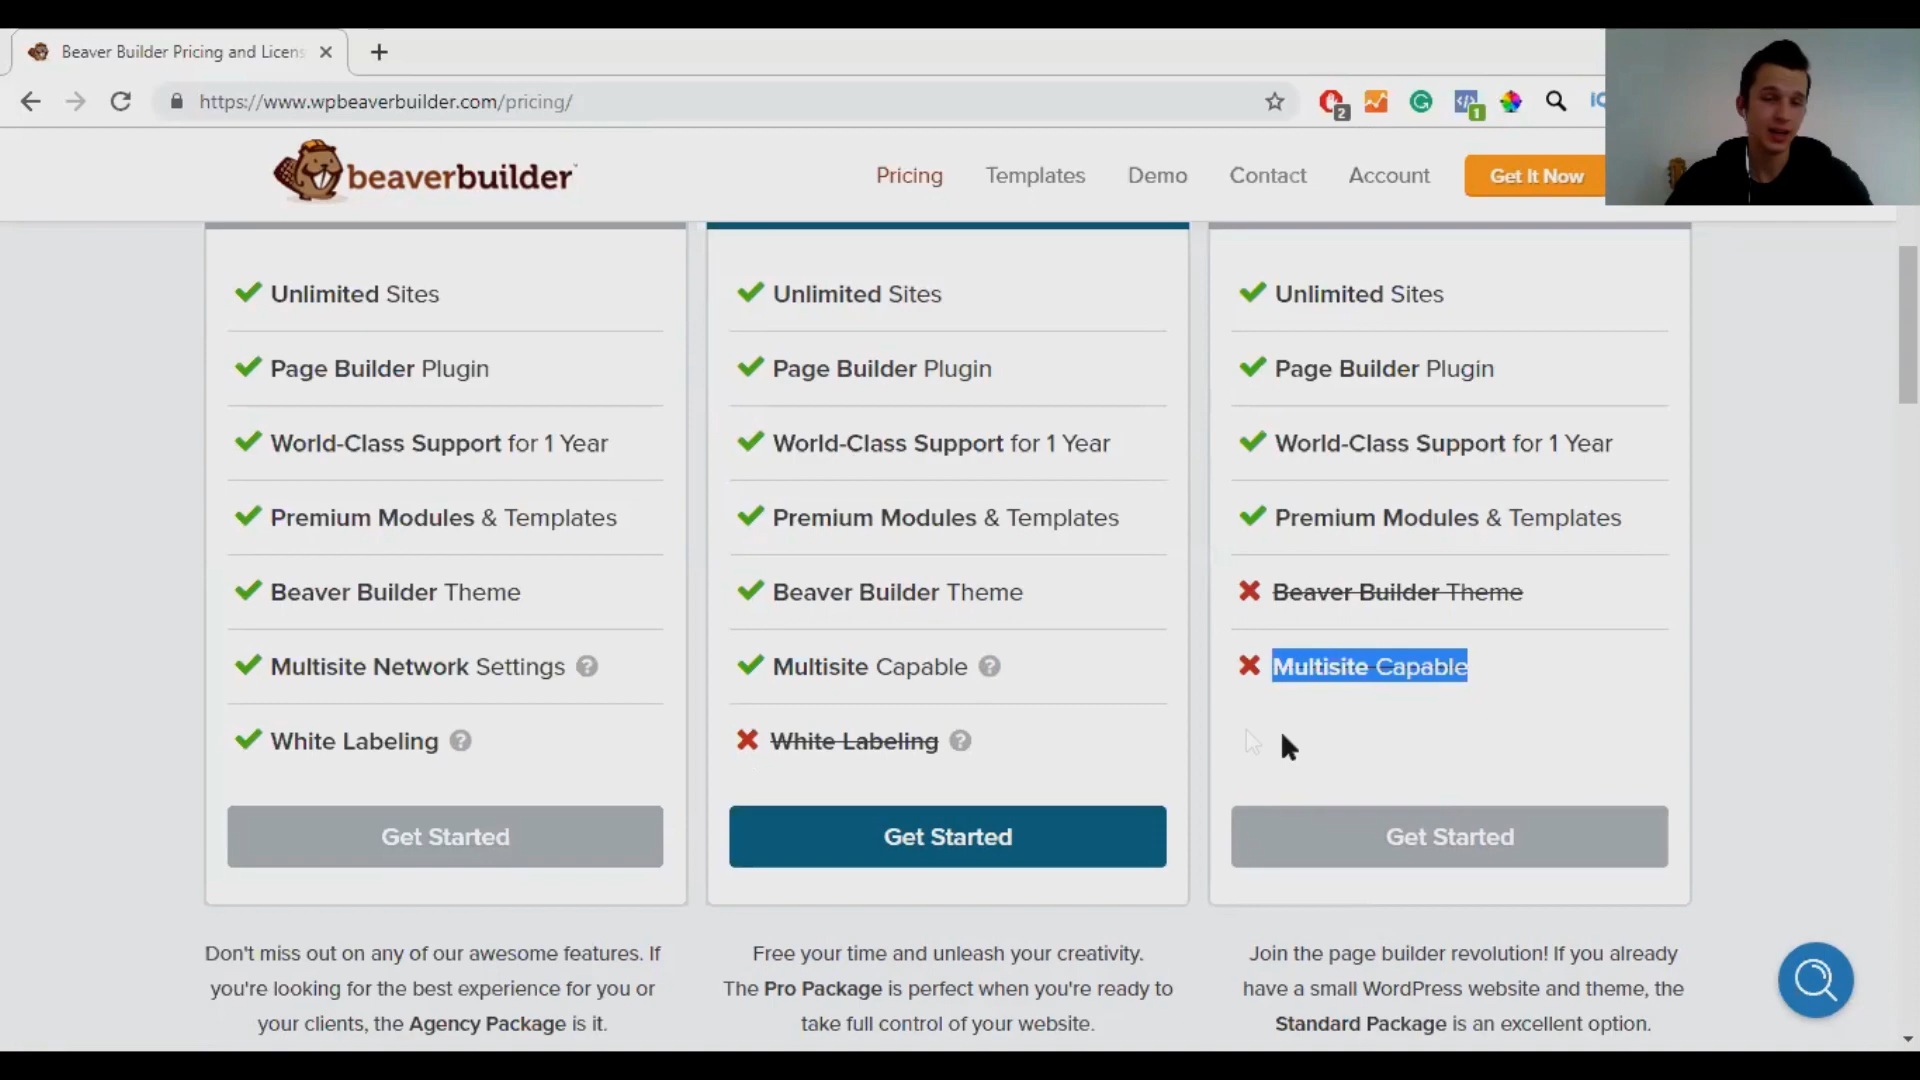 Beaver Builder Pricing and Licens
https://www.wpbeaverbuilder.com/pricing/
2
1
beaverbuilder
Pricing
Templates
Demo
Contact
Account
Get It Now
Unlimited Sites
Page Builder Plugin
World-Class Support for 1 Year
Premium Modules & Templates
Beaver Builder Theme
Multisite Network Settings ?
White Labeling ?
Get Started
Don't miss out on any of our awesome features. If
you're looking for the best experience for you or
your clients, the Agency Package is it.
Unlimited Sites
Page Builder Plugin
World-Class Support for 1 Year
Premium Modules & Templates
Beaver Builder Theme
Multisite Capable ?
White Labeling ?
Get Started
Free your time and unleash your creativity.
The Pro Package is perfect when you're ready to
take full control of your website.
Unlimited Sites
Page Builder Plugin
World-Class Support for 1 Year
Premium Modules & Templates
Beaver Builder Theme
Multisite Capable
Get Started
Join the page builder revolution! If you already
have a small WordPress website and theme, the
Standard Package is an excellent option.